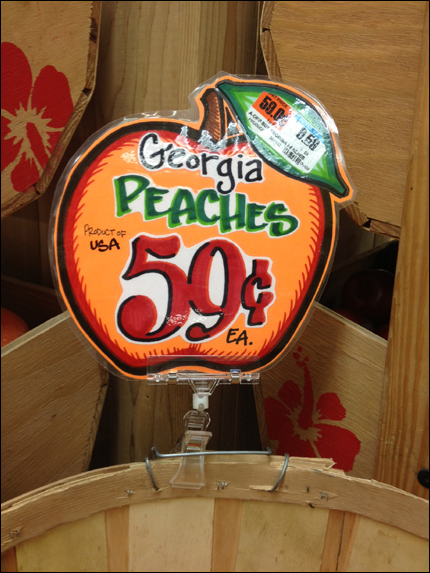 Georgia
PEACHES
PRODUCT OF
USA
59¢
EA.